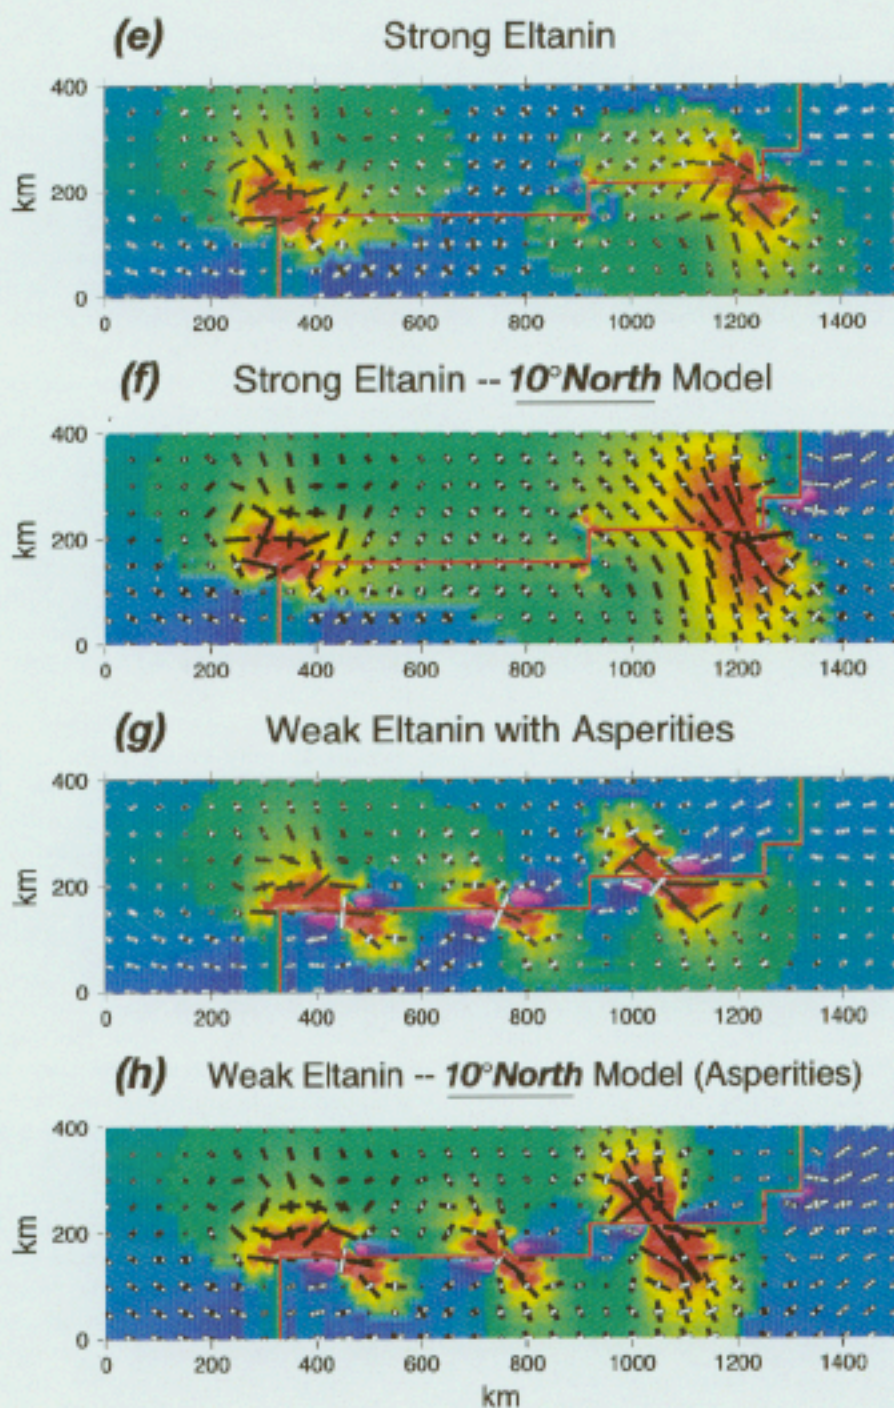 (e) Strong Eltanin
400
200
0
km
0 200 400 600 800 1000 1200 1400
(f) Strong Eltanin -- 10°North Model
400
200
0
km
0 200 400 600 800 1000 1200 1400
(g) Weak Eltanin with Asperities
400
200
0
km
0 200 400 600 800 1000 1200 1400
(h) Weak Eltanin -- 10°North Model (Asperities)
400
200
0
km
0 200 400 600 800 1000 1200 1400
km